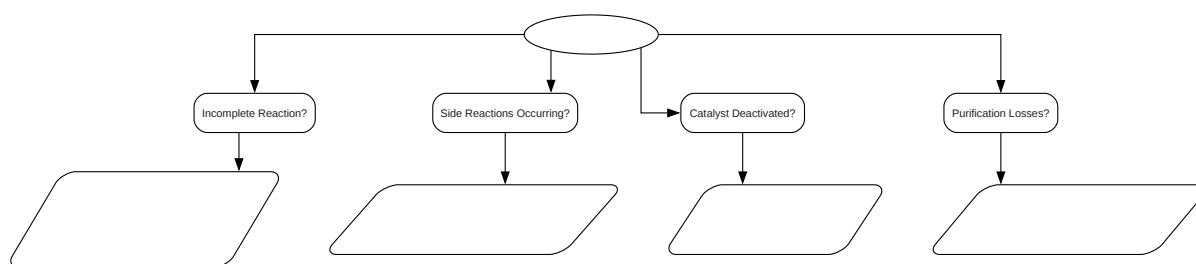 Incomplete Reaction?
Side Reactions Occurring?
Catalyst Deactivated?
Purification Losses?